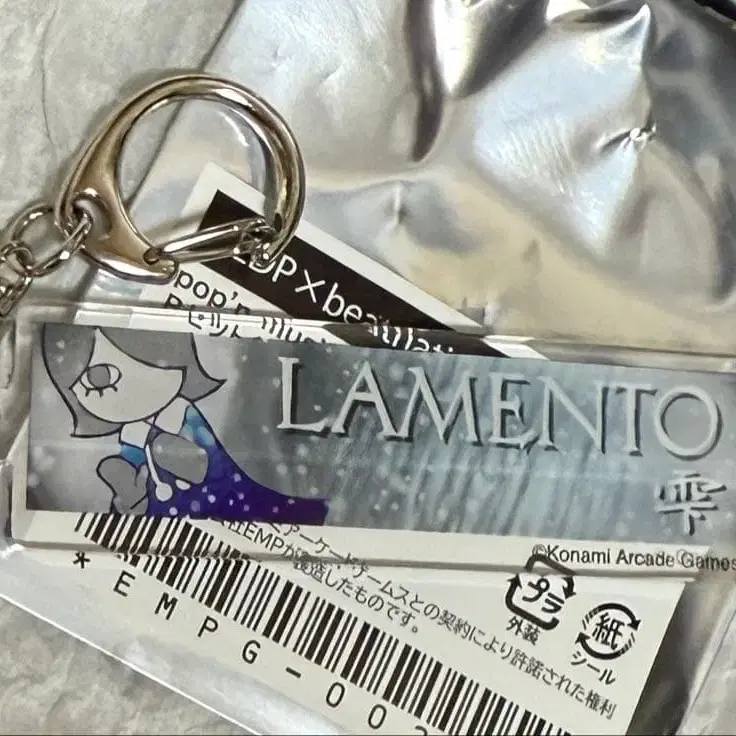 EDP×beatnati
pop'n
LAMENTO
雫
©Konami Arcade Games
アーケードゲームスとの契約により許諾された権利
EMPが製造したものです。
プラ
外装
紙
シール
*EMPG-00